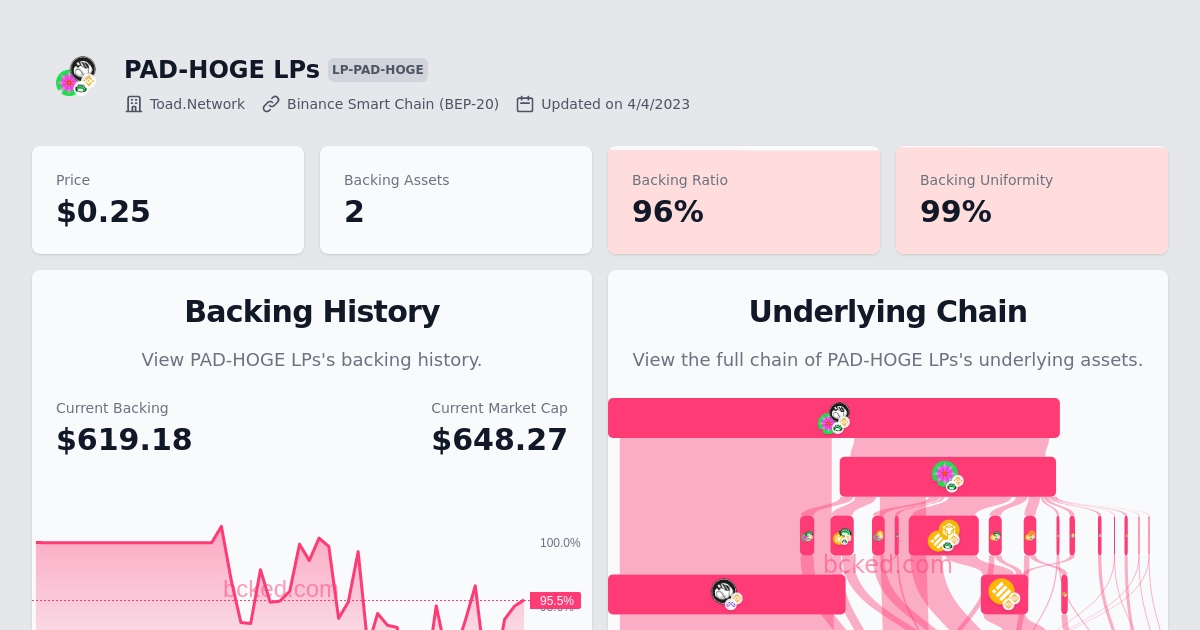 PAD-HOGE LPs LP-PAD-HOGE
Toad.Network Binance Smart Chain (BEP-20) Updated on 4/4/2023
Price
$0.25
Backing Assets
2
Backing Ratio
96%
Backing Uniformity
99%
Backing History
View PAD-HOGE LPs's backing history.
Current Backing
$619.18
Current Market Cap
$648.27
100.0%
bcked.com
95.5%
Underlying Chain
View the full chain of PAD-HOGE LPs's underlying assets.
bcked.com